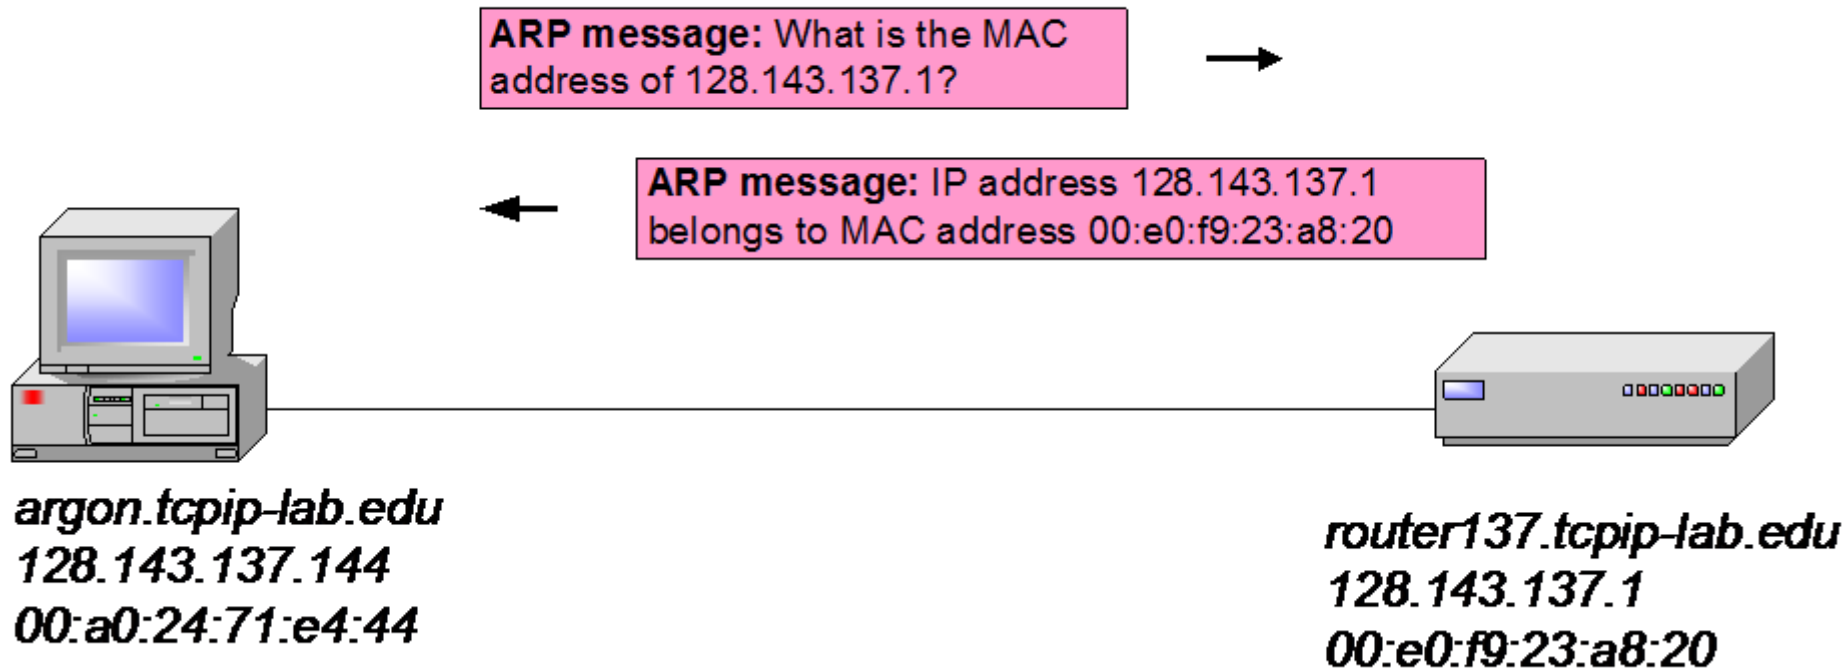 ARP message: What is the MAC
address of 128.143.137.1?
ARP message: IP address 128.143.137.1
belongs to MAC address 00:e0:f9:23:a8:20
argon.tcpip-lab.edu
128.143.137.144
00:a0:24:71:e4:44
router137.tcpip-lab.edu
128.143.137.1
00:e0:f9:23:a8:20